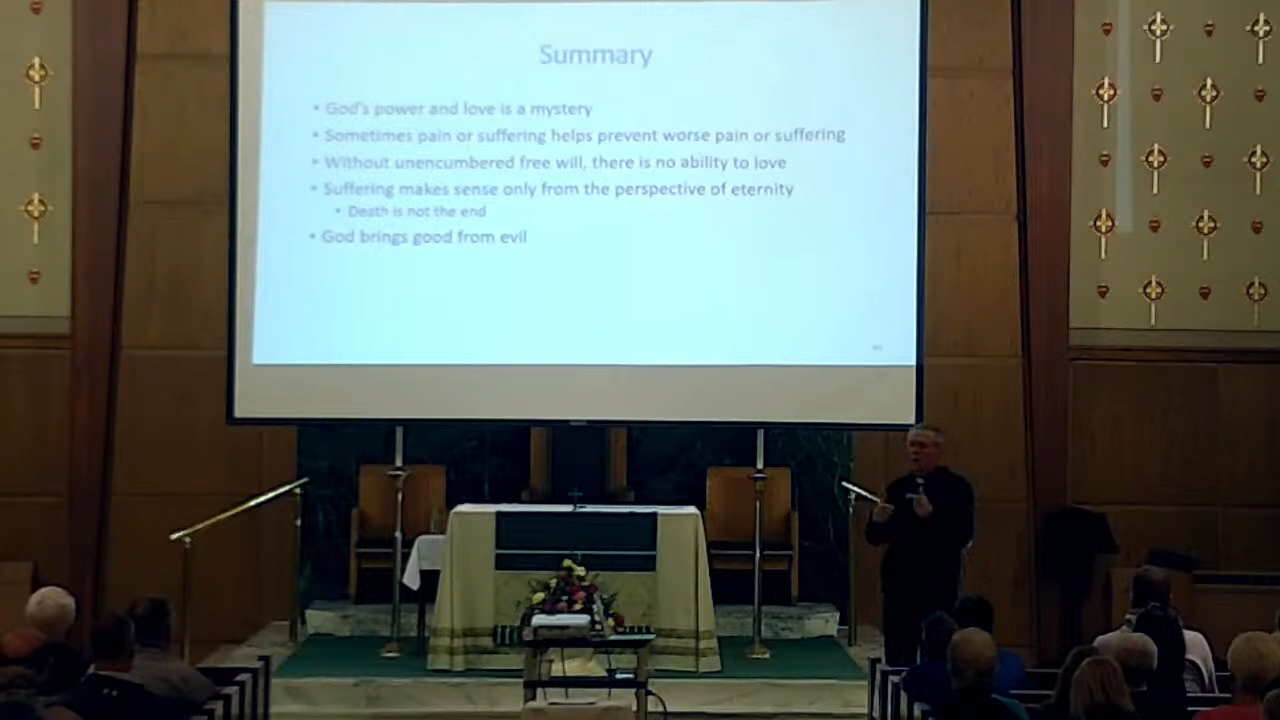 Summary
• God's power and love is a mystery
• Sometimes pain or suffering helps prevent worse pain or suffering
• Without unencumbered free will, there is no ability to love
• Suffering makes sense only from the perspective of eternity
• Death is not the end
• God brings good from evil